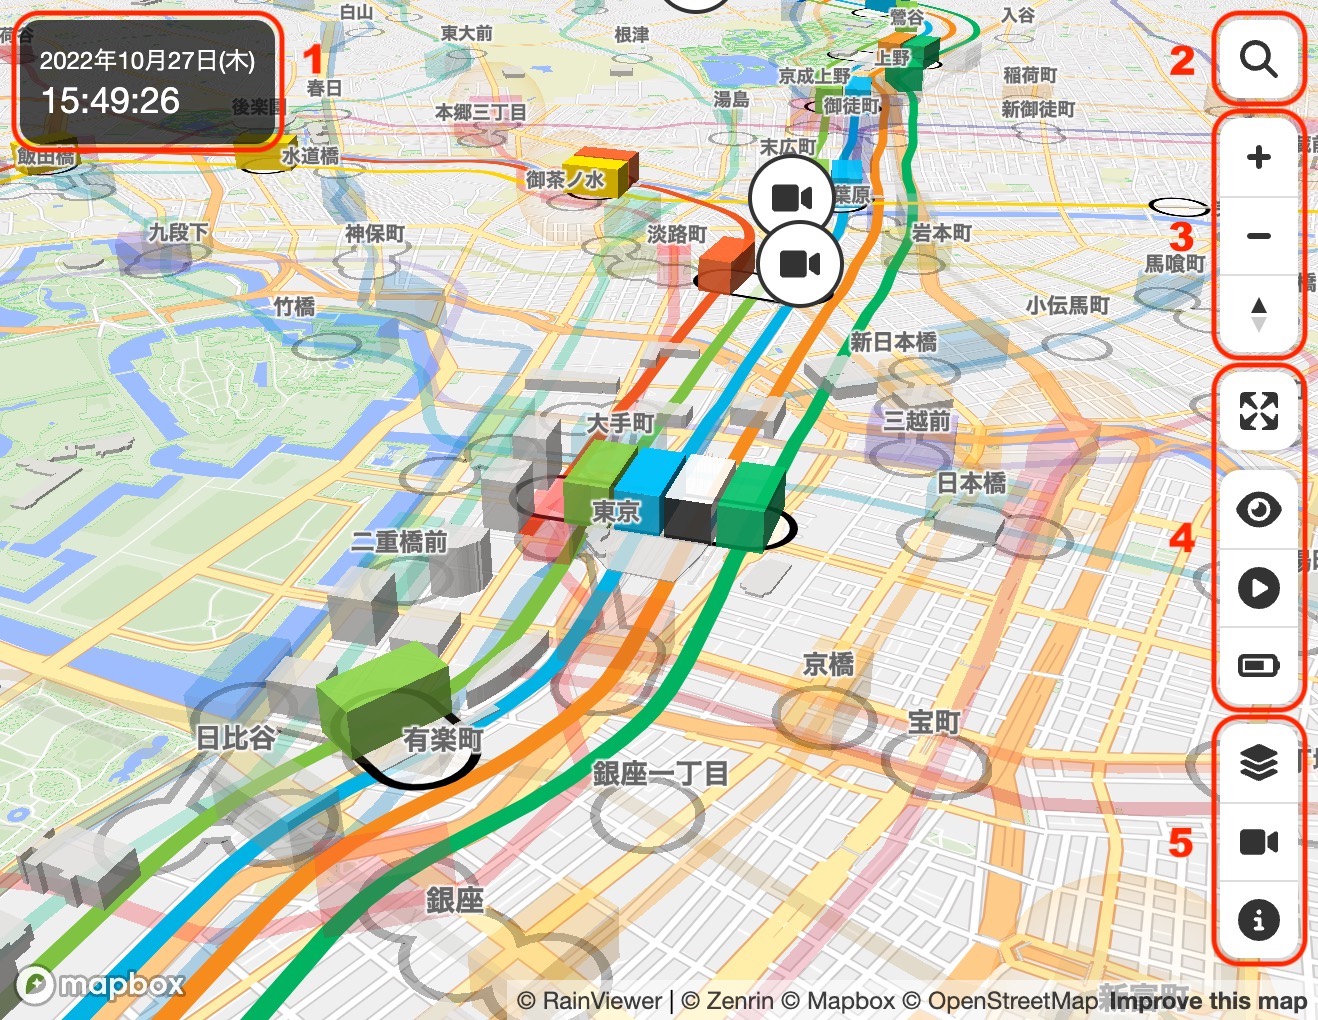 白山
入谷
鶯谷
東大前
根津
2022年10月27日(木)
1
2
上野
15:49:26
春日
京成上野
稲荷町
後楽園
本郷三丁目
湯島
御徒町
新御徒町
飯田橋
水道橋
末広町
+
御茶ノ水
葉原
九段下
神保町
淡路町
岩本町
3
−
馬喰町
竹橋
小伝馬町
新日本橋
大手町
三越前
日本橋
東京
二重橋前
4
京橋
日比谷
有楽町
宝町
銀座一丁目
5
銀座
i
mapbox
新富町
© RainViewer | © Zenrin © Mapbox © OpenStreetMap Improve this map